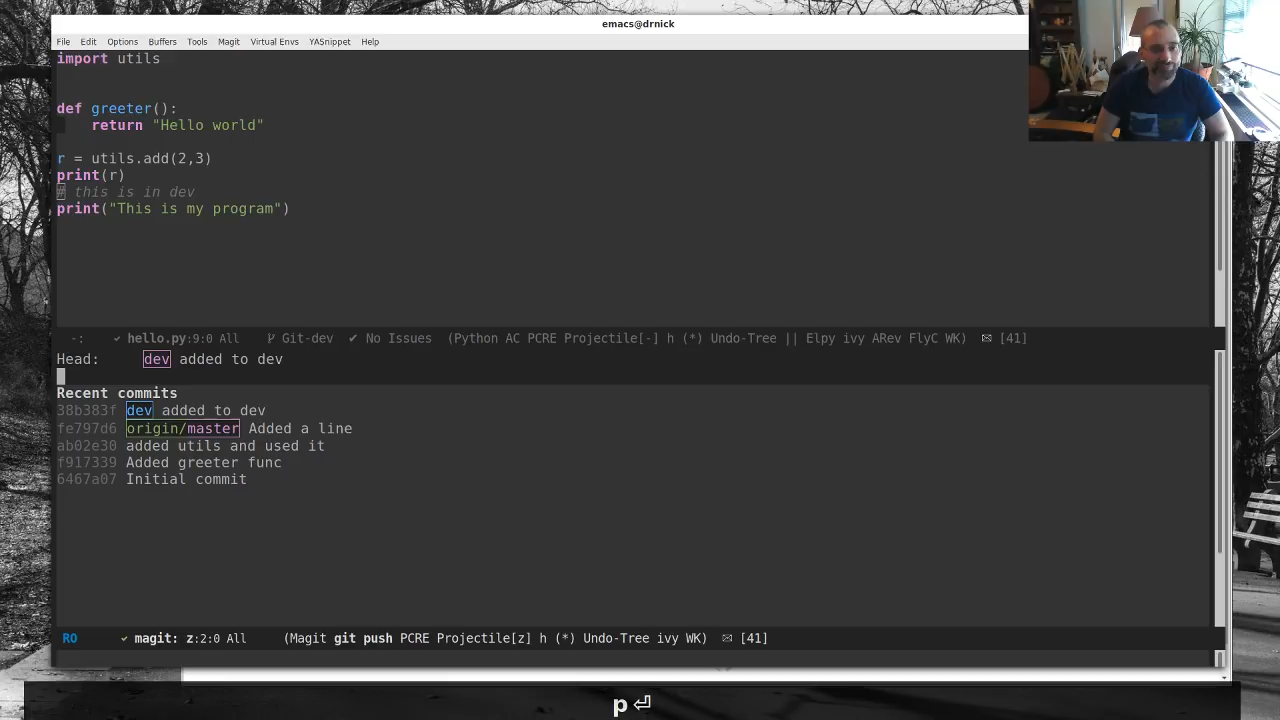 emacs@drnick
File Edit Options Buffers Tools Magit Virtual Envs YASnippet Help
import utils
def greeter():
    return "Hello world"
r = utils.add(2,3)
print(r)
# this is in dev
print("This is my program")
-: ✔ hello.py:9:0 All Git-dev ✔ No Issues (Python AC PCRE Projectile[-] h (*) Undo-Tree || Elpy ivy ARev FlyC WK) ✉ [41]
Head: dev added to dev
Recent commits
38b383f dev added to dev
fe797d6 origin/master Added a line
ab02e30 added utils and used it
f917339 Added greeter func
6467a07 Initial commit
RO ✔ magit: z:2:0 All (Magit git push PCRE Projectile[z] h (*) Undo-Tree ivy WK) ✉ [41]
p ⏎